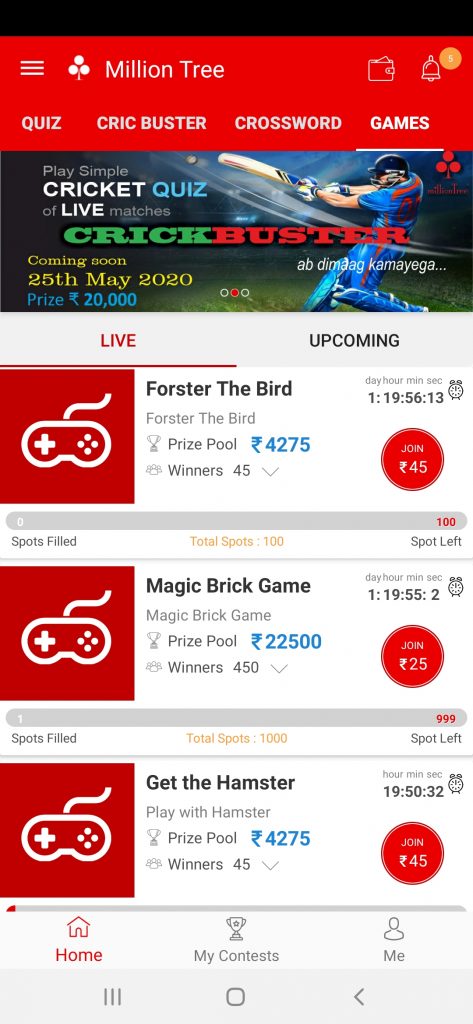 Million Tree
5
QUIZ CRIC BUSTER CROSSWORD GAMES
Play Simple
CRICKET QUIZ
of LIVE matches
CRICKBUSTER
ab dimaag kamayega...
Coming soon
25th May 2020
Prize ₹ 20,000
millionTree
LIVE UPCOMING
Forster The Bird
day hour min sec
1: 19:56:13
Forster The Bird
Prize Pool ₹4275
Winners 45
JOIN
₹45
0 100
Spots Filled Total Spots : 100 Spot Left
Magic Brick Game
day hour min sec
1: 19:55: 2
Magic Brick Game
Prize Pool ₹22500
Winners 450
JOIN
₹25
1 999
Spots Filled Total Spots : 1000 Spot Left
Get the Hamster
hour min sec
19:50:32
Play with Hamster
Prize Pool ₹4275
Winners 45
JOIN
₹45
Home My Contests Me